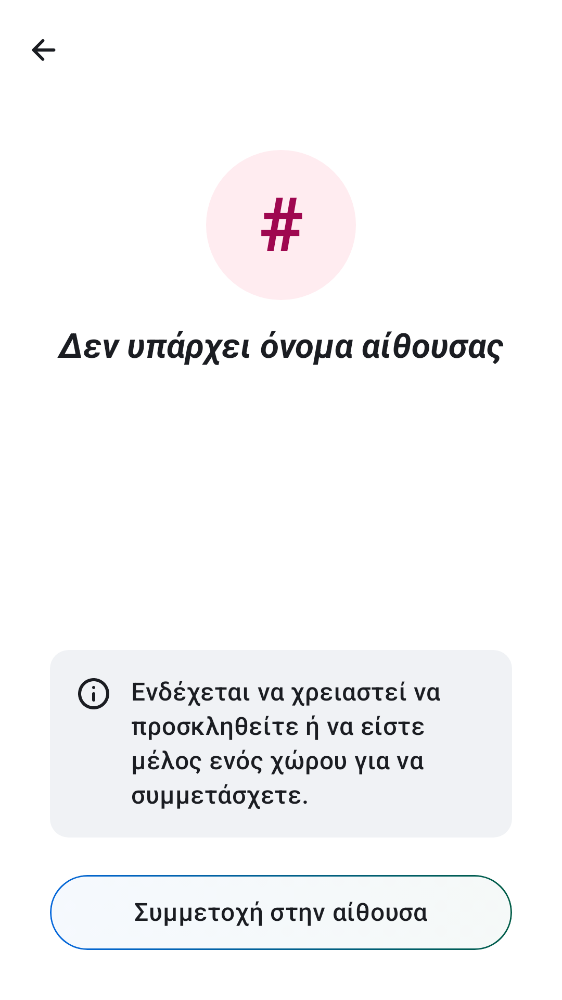 #
Δεν υπάρχει όνομα αίθουσας
Ενδέχεται να χρειαστεί να
προσκληθείτε ή να είστε
μέλος ενός χώρου για να
συμμετάσχετε.
Συμμετοχή στην αίθουσα